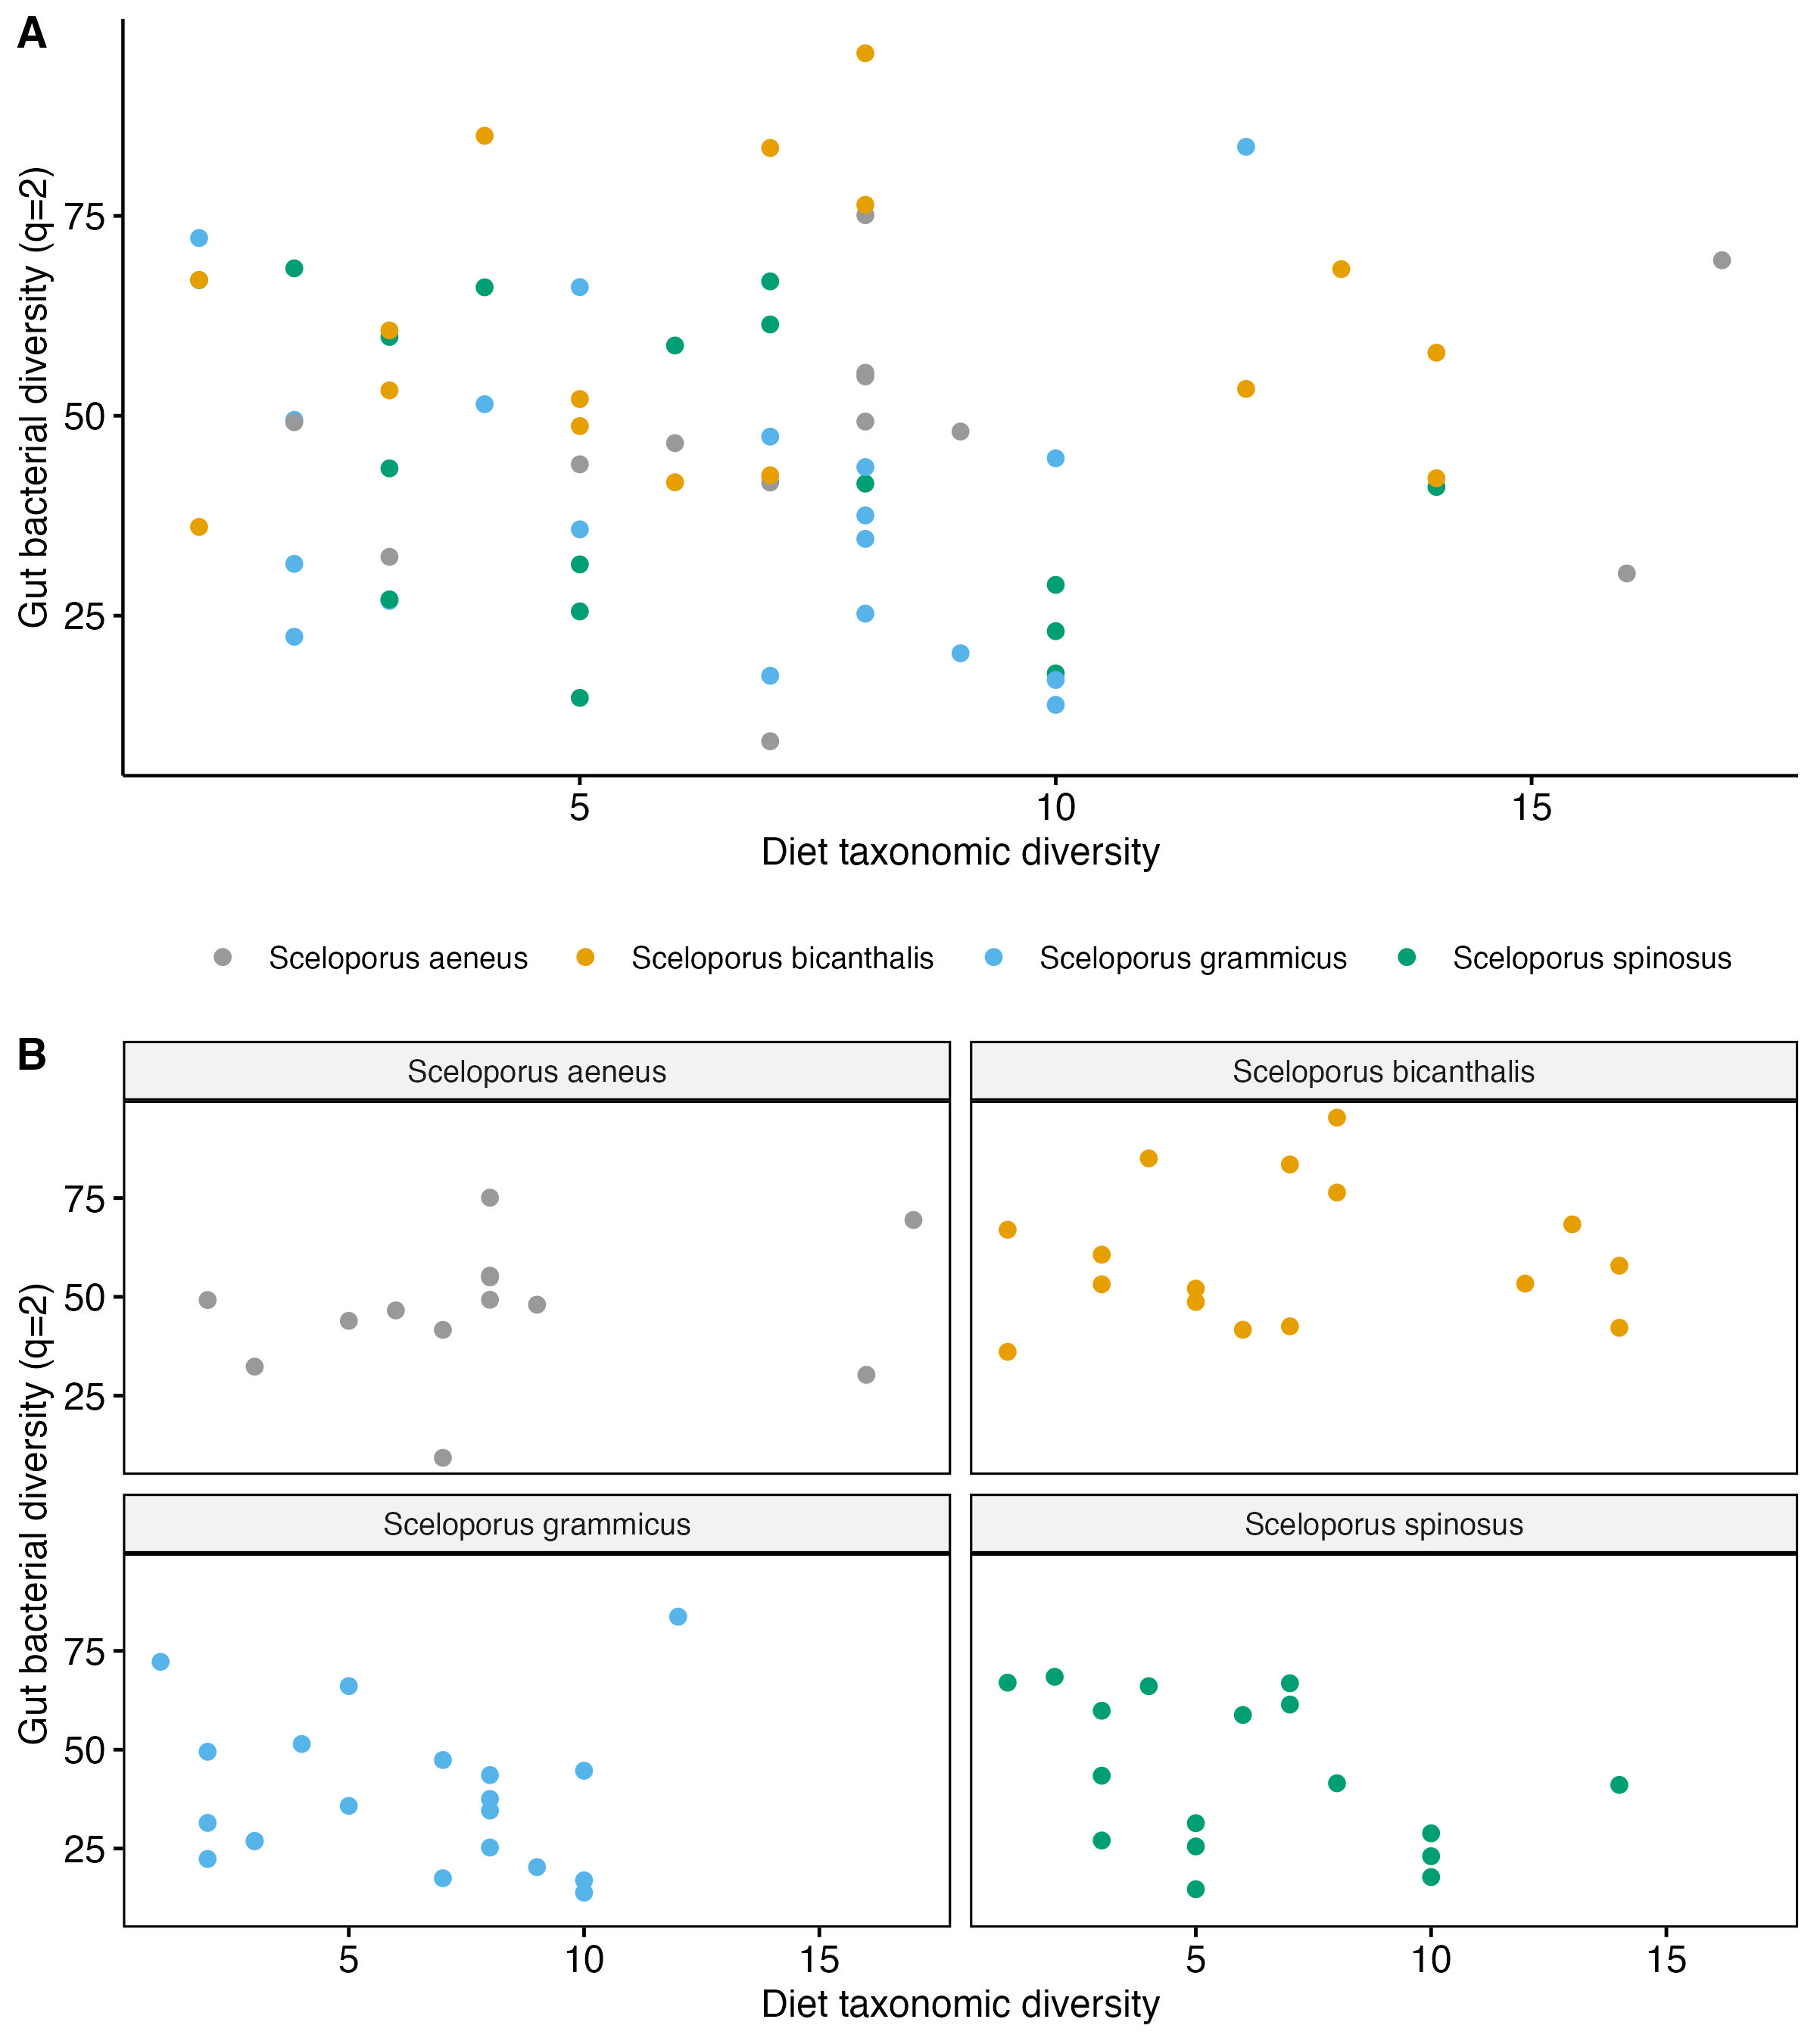 A
Gut bacterial diversity (q=2)
75
50
25
5 10 15
Diet taxonomic diversity
Sceloporus aeneus Sceloporus bicanthalis Sceloporus grammicus Sceloporus spinosus
B
Gut bacterial diversity (q=2)
Sceloporus aeneus Sceloporus bicanthalis
75
50
25
Sceloporus grammicus Sceloporus spinosus
75
50
25
5 10 15 5 10 15
Diet taxonomic diversity